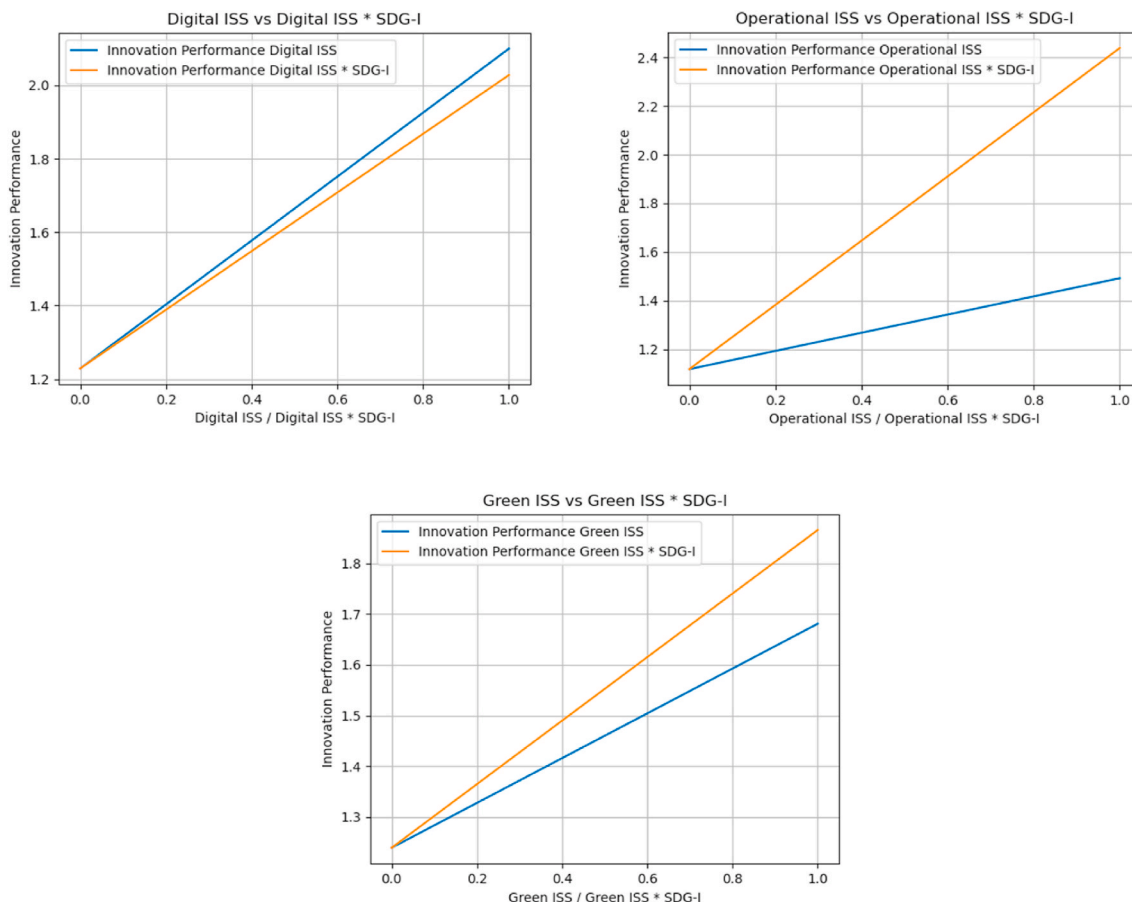 Digital ISS vs Digital ISS * SDG-I
Innovation Performance Digital ISS
Innovation Performance Digital ISS * SDG-I
Innovation Performance
2.0
1.8
1.6
1.4
1.2
0.0 0.2 0.4 0.6 0.8 1.0
Digital ISS / Digital ISS * SDG-I
Operational ISS vs Operational ISS * SDG-I
Innovation Performance Operational ISS
Innovation Performance Operational ISS * SDG-I
Innovation Performance
2.4
2.2
2.0
1.8
1.6
1.4
1.2
0.0 0.2 0.4 0.6 0.8 1.0
Operational ISS / Operational ISS * SDG-I
Green ISS vs Green ISS * SDG-I
Innovation Performance Green ISS
Innovation Performance Green ISS * SDG-I
Innovation Performance
1.8
1.7
1.6
1.5
1.4
1.3
0.0 0.2 0.4 0.6 0.8 1.0
Green ISS / Green ISS * SDG-I